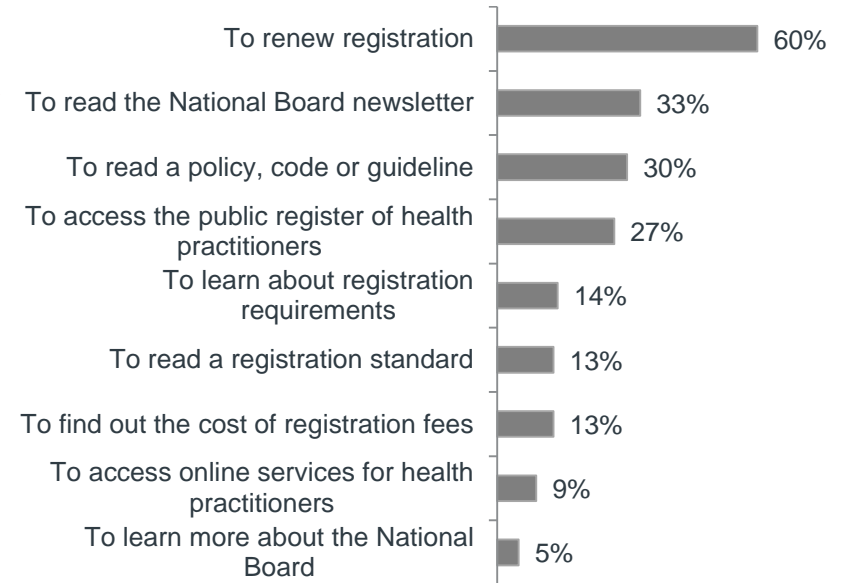 To renew registration 60%
To read the National Board newsletter 33%
To read a policy, code or guideline 30%
To access the public register of health
practitioners 27%
To learn about registration
requirements 14%
To read a registration standard 13%
To find out the cost of registration fees 13%
To access online services for health
practitioners 9%
To learn more about the National
Board 5%